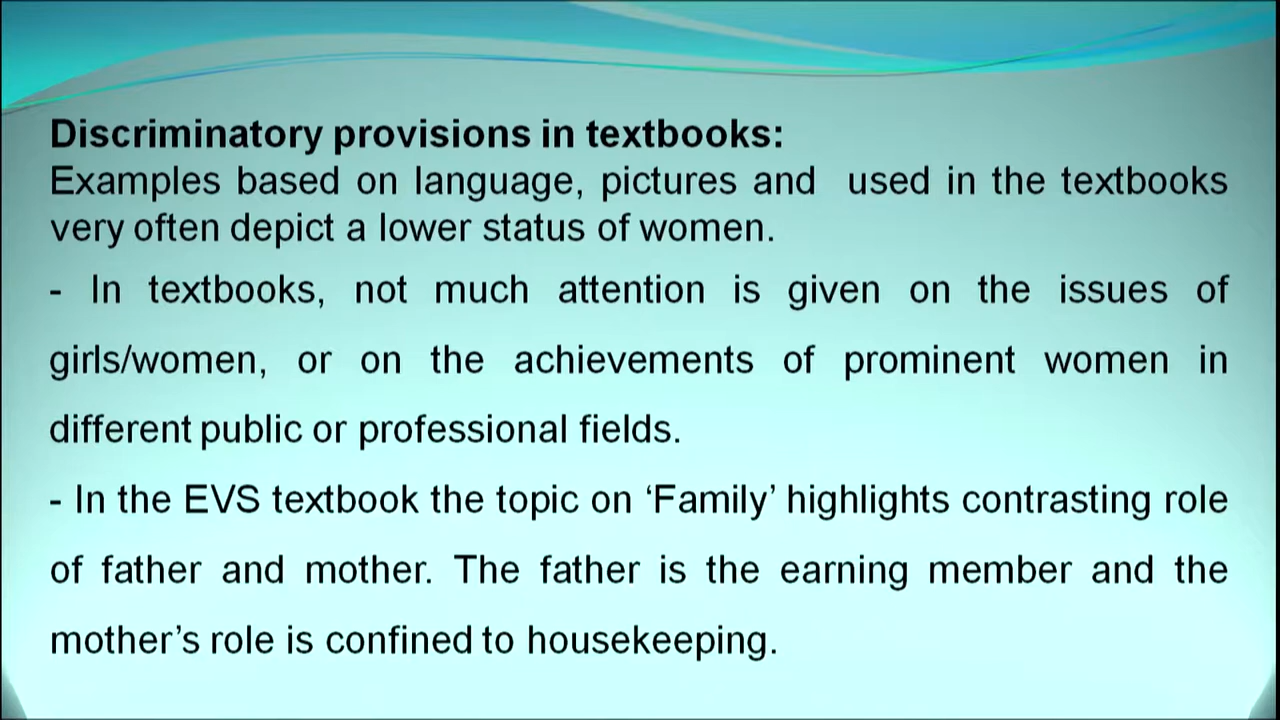 Discriminatory provisions in textbooks:
Examples based on language, pictures and used in the textbooks
very often depict a lower status of women.
- In textbooks, not much attention is given on the issues of
girls/women, or on the achievements of prominent women in
different public or professional fields.
- In the EVS textbook the topic on ‘Family’ highlights contrasting role
of father and mother. The father is the earning member and the
mother’s role is confined to housekeeping.